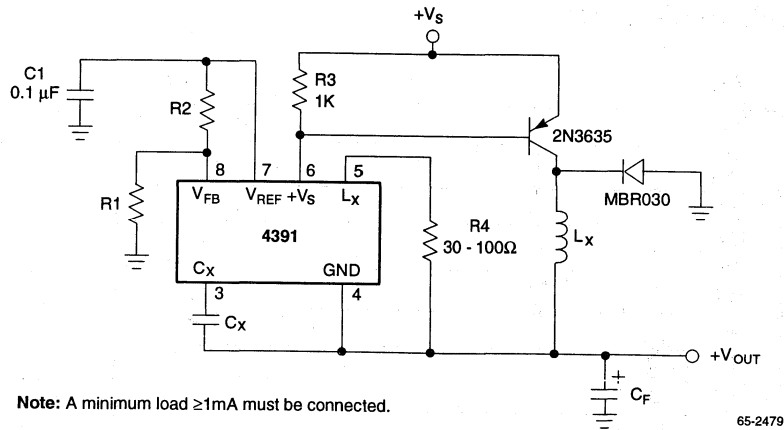 +VS
C1
0.1 µF
R2
R3
1K
2N3635
8
7
6
5
R1
VFB
VREF
+VS
LX
MBR030
4391
R4
30 - 100Ω
LX
CX
GND
3
4
CX
+VOUT
+
CF
Note: A minimum load ≥1mA must be connected.
65-2479